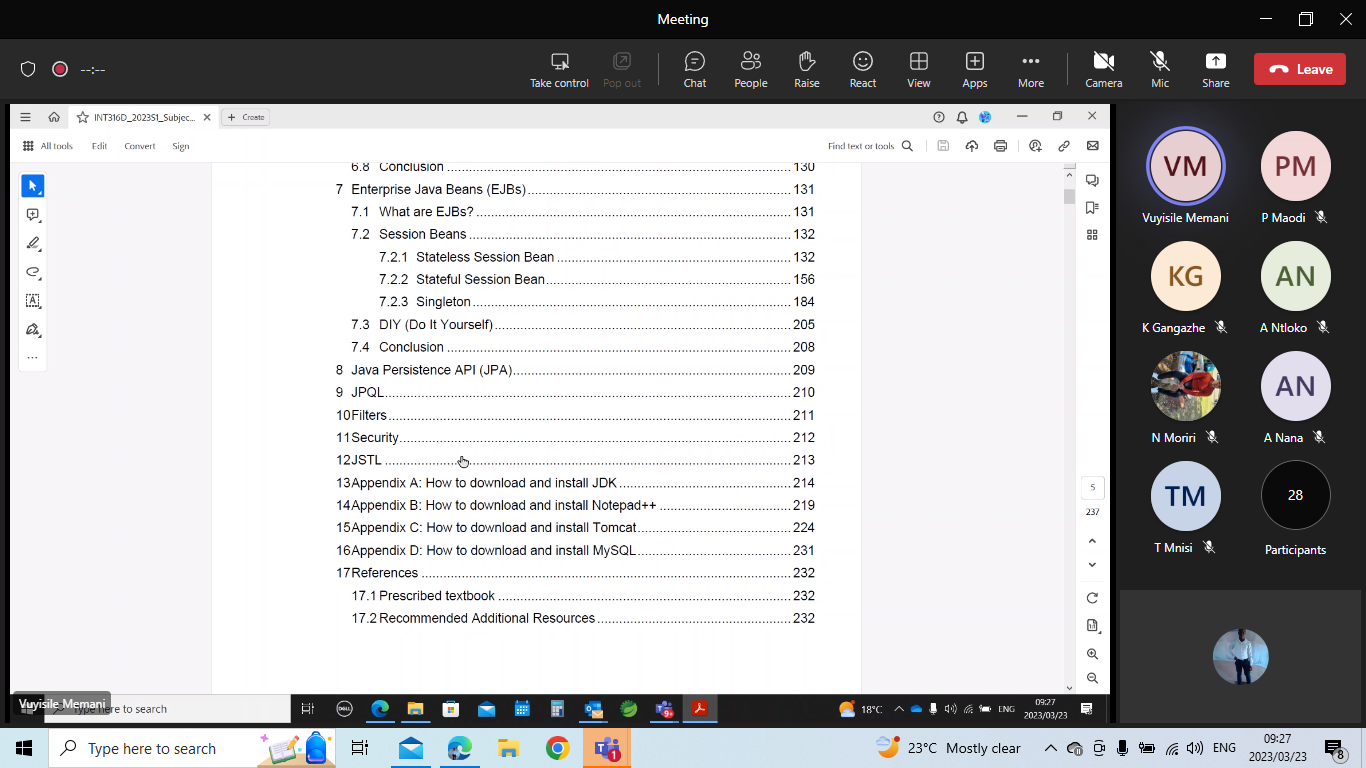 Meeting
--:--
Take control
Pop out
Chat
People
Raise
React
View
Apps
More
Camera
Mic
Share
Leave
INT316D_2023S1_Subjec...
Create
All tools
Edit
Convert
Sign
Find text or tools
6.8 Conclusion ........ 130
7 Enterprise Java Beans (EJBs) ........ 131
7.1 What are EJBs? ........ 131
7.2 Session Beans ........ 132
7.2.1 Stateless Session Bean ........ 132
7.2.2 Stateful Session Bean ........ 156
7.2.3 Singleton ........ 184
7.3 DIY (Do It Yourself) ........ 205
7.4 Conclusion ........ 208
8 Java Persistence API (JPA) ........ 209
9 JPQL ........ 210
10 Filters ........ 211
11 Security ........ 212
12 JSTL ........ 213
13 Appendix A: How to download and install JDK ........ 214
14 Appendix B: How to download and install Notepad++ ........ 219
15 Appendix C: How to download and install Tomcat ........ 224
16 Appendix D: How to download and install MySQL ........ 231
17 References ........ 232
17.1 Prescribed textbook ........ 232
17.2 Recommended Additional Resources ........ 232
5
237
VM
Vuyisile Memani
PM
P Maodi
KG
K Gangazhe
AN
A Ntloko
N Moriri
AN
A Nana
TM
T Mnisi
28
Participants
Vuyisile Memani
Type here to search
DELL
18°C
ENG
09:27
2023/03/23
Type here to search
1
23°C Mostly clear
ENG
09:27
2023/03/23
8